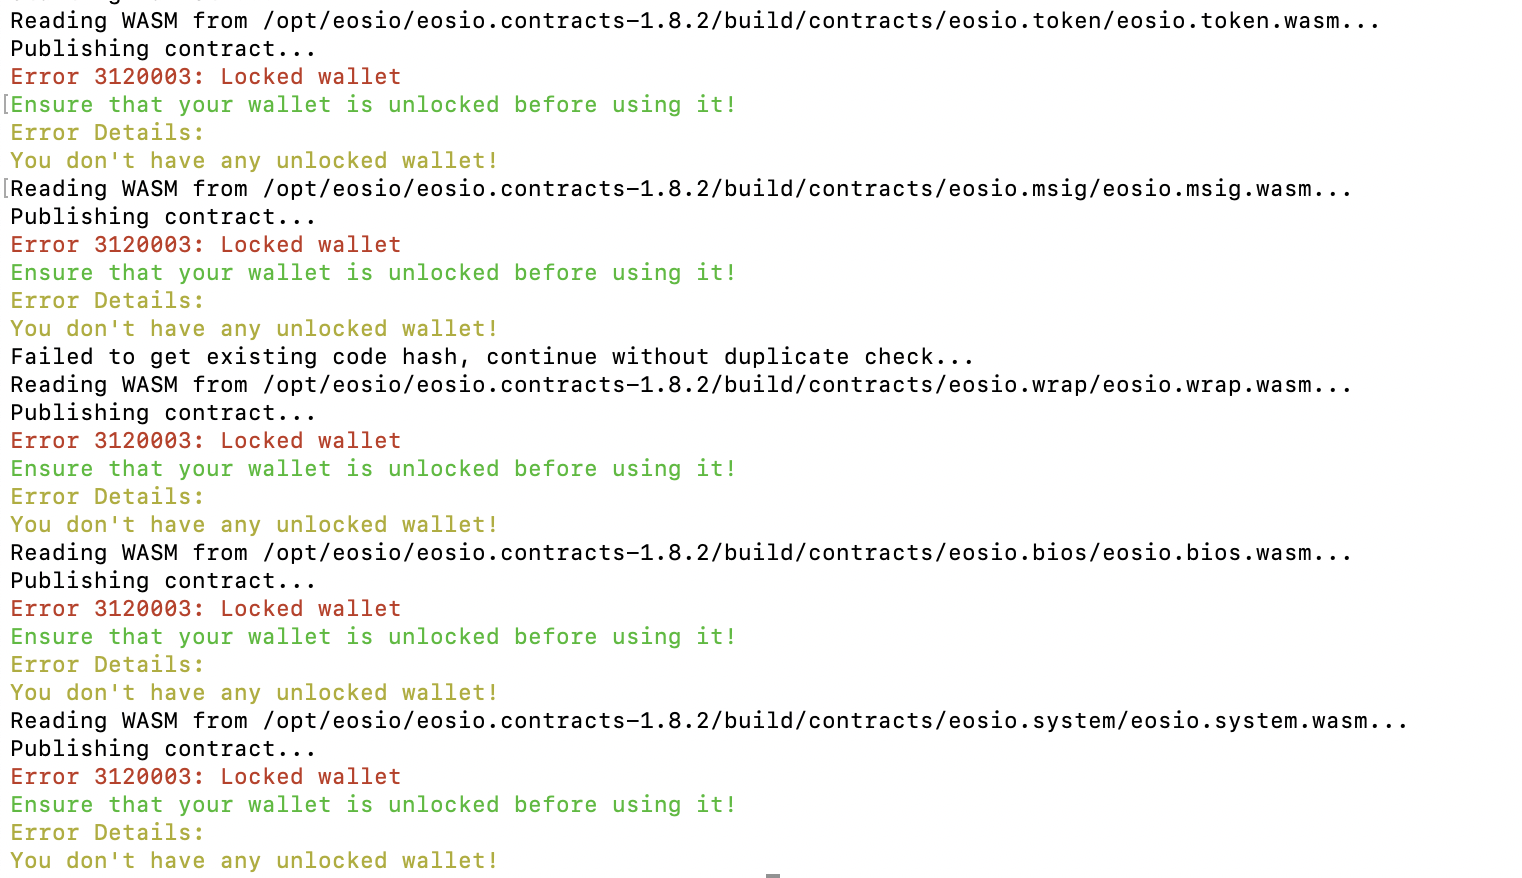 Reading WASM from /opt/eosio/eosio.contracts-1.8.2/build/contracts/eosio.token/eosio.token.wasm...
Publishing contract...
Error 3120003: Locked wallet
[Ensure that your wallet is unlocked before using it!
Error Details:
You don't have any unlocked wallet!
[Reading WASM from /opt/eosio/eosio.contracts-1.8.2/build/contracts/eosio.msig/eosio.msig.wasm...
Publishing contract...
Error 3120003: Locked wallet
Ensure that your wallet is unlocked before using it!
Error Details:
You don't have any unlocked wallet!
Failed to get existing code hash, continue without duplicate check...
Reading WASM from /opt/eosio/eosio.contracts-1.8.2/build/contracts/eosio.wrap/eosio.wrap.wasm...
Publishing contract...
Error 3120003: Locked wallet
Ensure that your wallet is unlocked before using it!
Error Details:
You don't have any unlocked wallet!
Reading WASM from /opt/eosio/eosio.contracts-1.8.2/build/contracts/eosio.bios/eosio.bios.wasm...
Publishing contract...
Error 3120003: Locked wallet
Ensure that your wallet is unlocked before using it!
Error Details:
You don't have any unlocked wallet!
Reading WASM from /opt/eosio/eosio.contracts-1.8.2/build/contracts/eosio.system/eosio.system.wasm...
Publishing contract...
Error 3120003: Locked wallet
Ensure that your wallet is unlocked before using it!
Error Details:
You don't have any unlocked wallet!